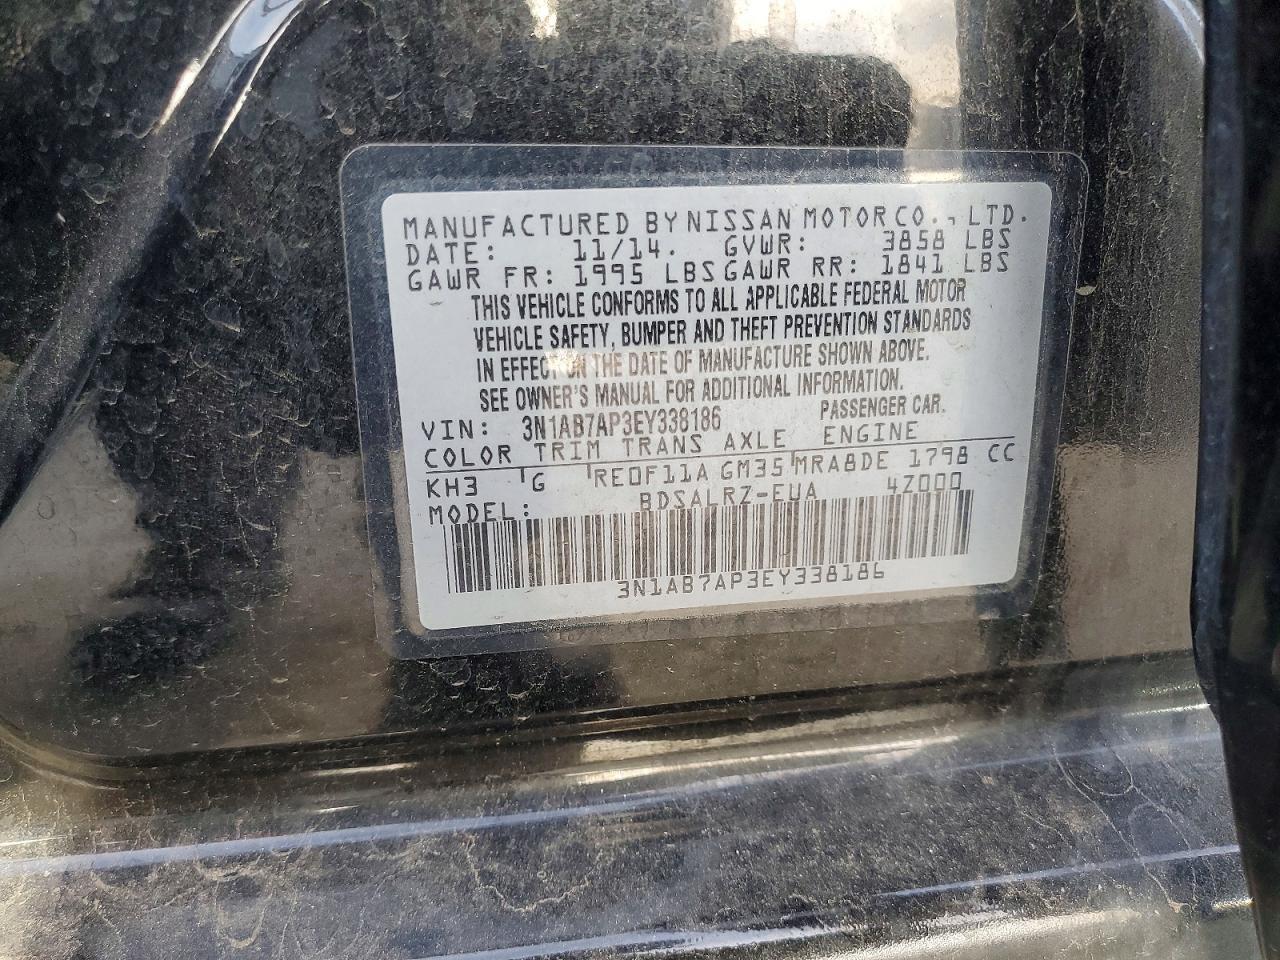 MANUFACTURED BY NISSAN MOTOR CO., LTD.
DATE: 11/14. GVWR: 3858 LBS
GAWR FR: 1995 LBS GAWR RR: 1841 LBS
THIS VEHICLE CONFORMS TO ALL APPLICABLE FEDERAL MOTOR
VEHICLE SAFETY, BUMPER AND THEFT PREVENTION STANDARDS
IN EFFECT ON THE DATE OF MANUFACTURE SHOWN ABOVE.
SEE OWNER'S MANUAL FOR ADDITIONAL INFORMATION.
VIN: 3N1AB7AP3EY338186 PASSENGER CAR.
COLOR TRIM TRANS AXLE ENGINE
KH3 G RE0F11A GM35 MRA8DE 1798 CC
MODEL: BDSALRZ-EUA 4Z000
3N1AB7AP3EY338186